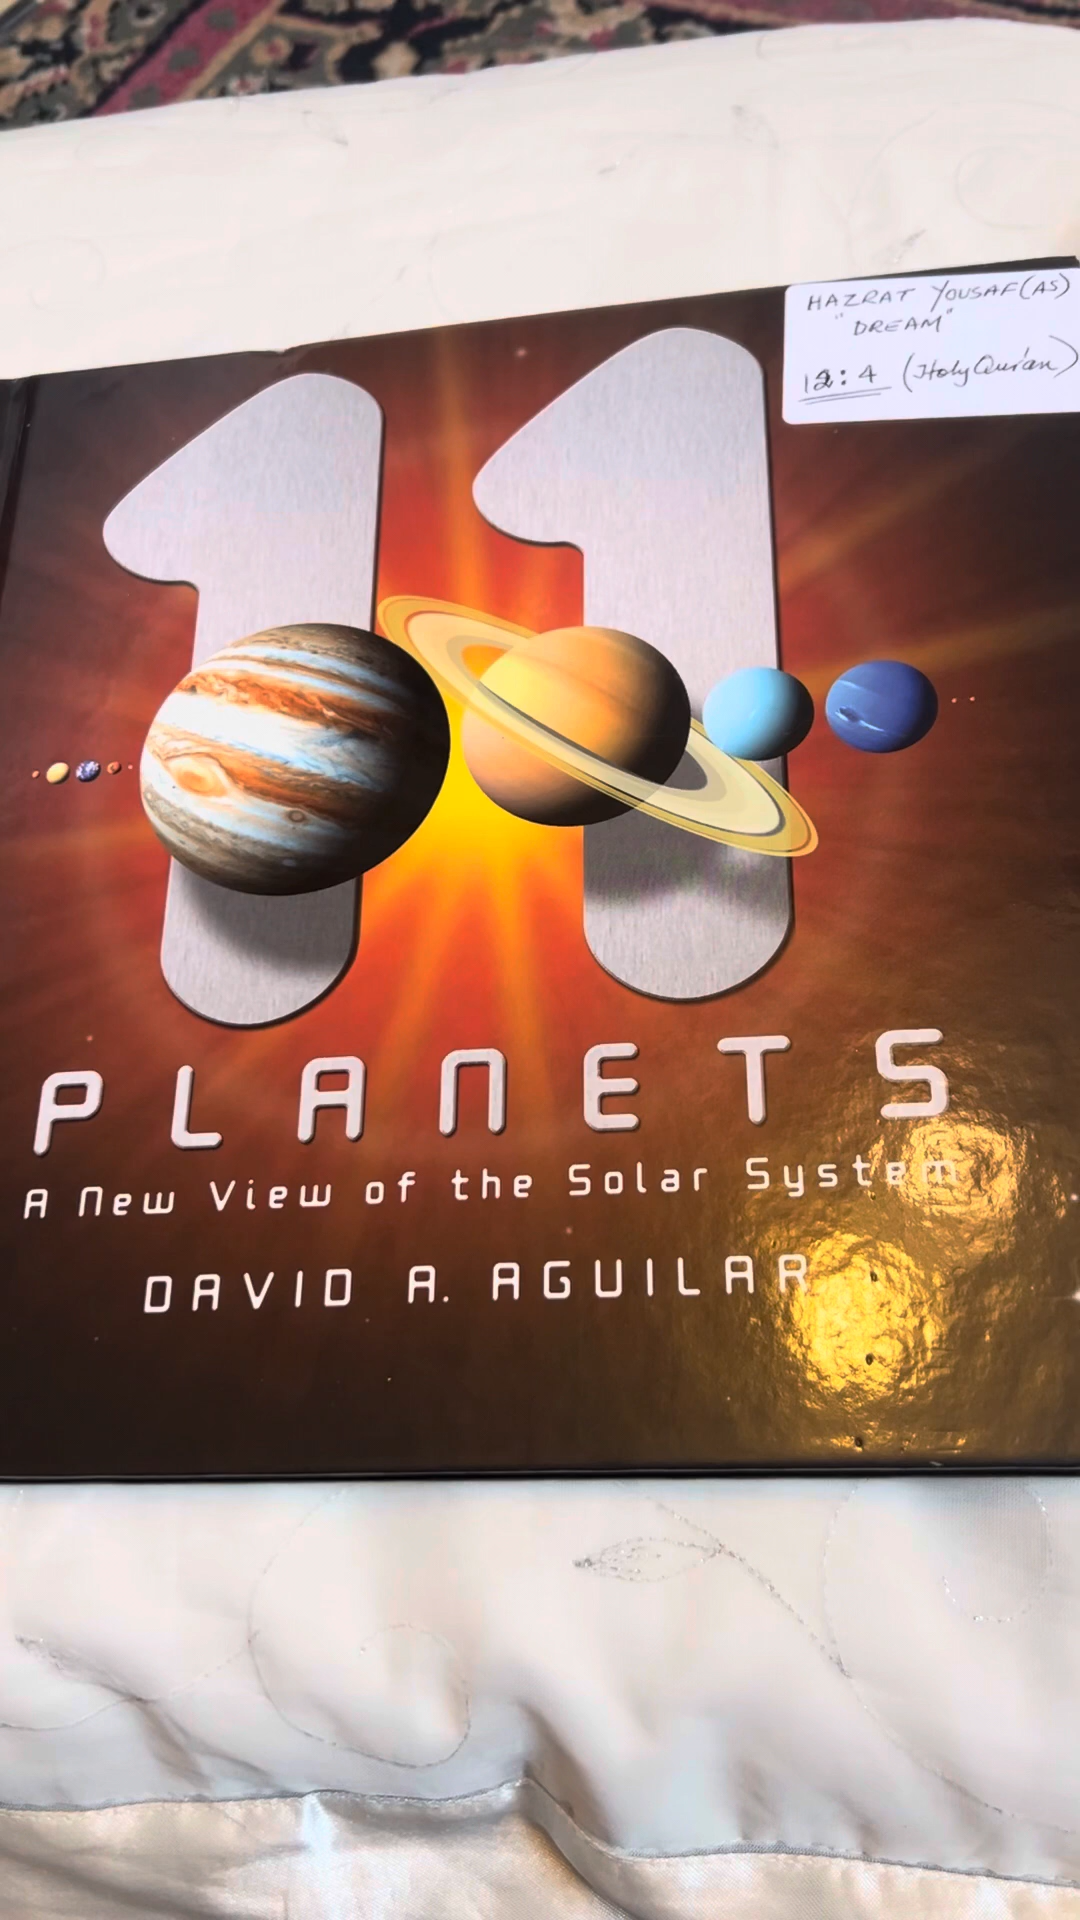 HAZRAT YOUSAF (AS)
"DREAM"
12:4 (Holy Qur'an)
11
PLANETS
A New View of the Solar System
DAVID A. AGUILAR